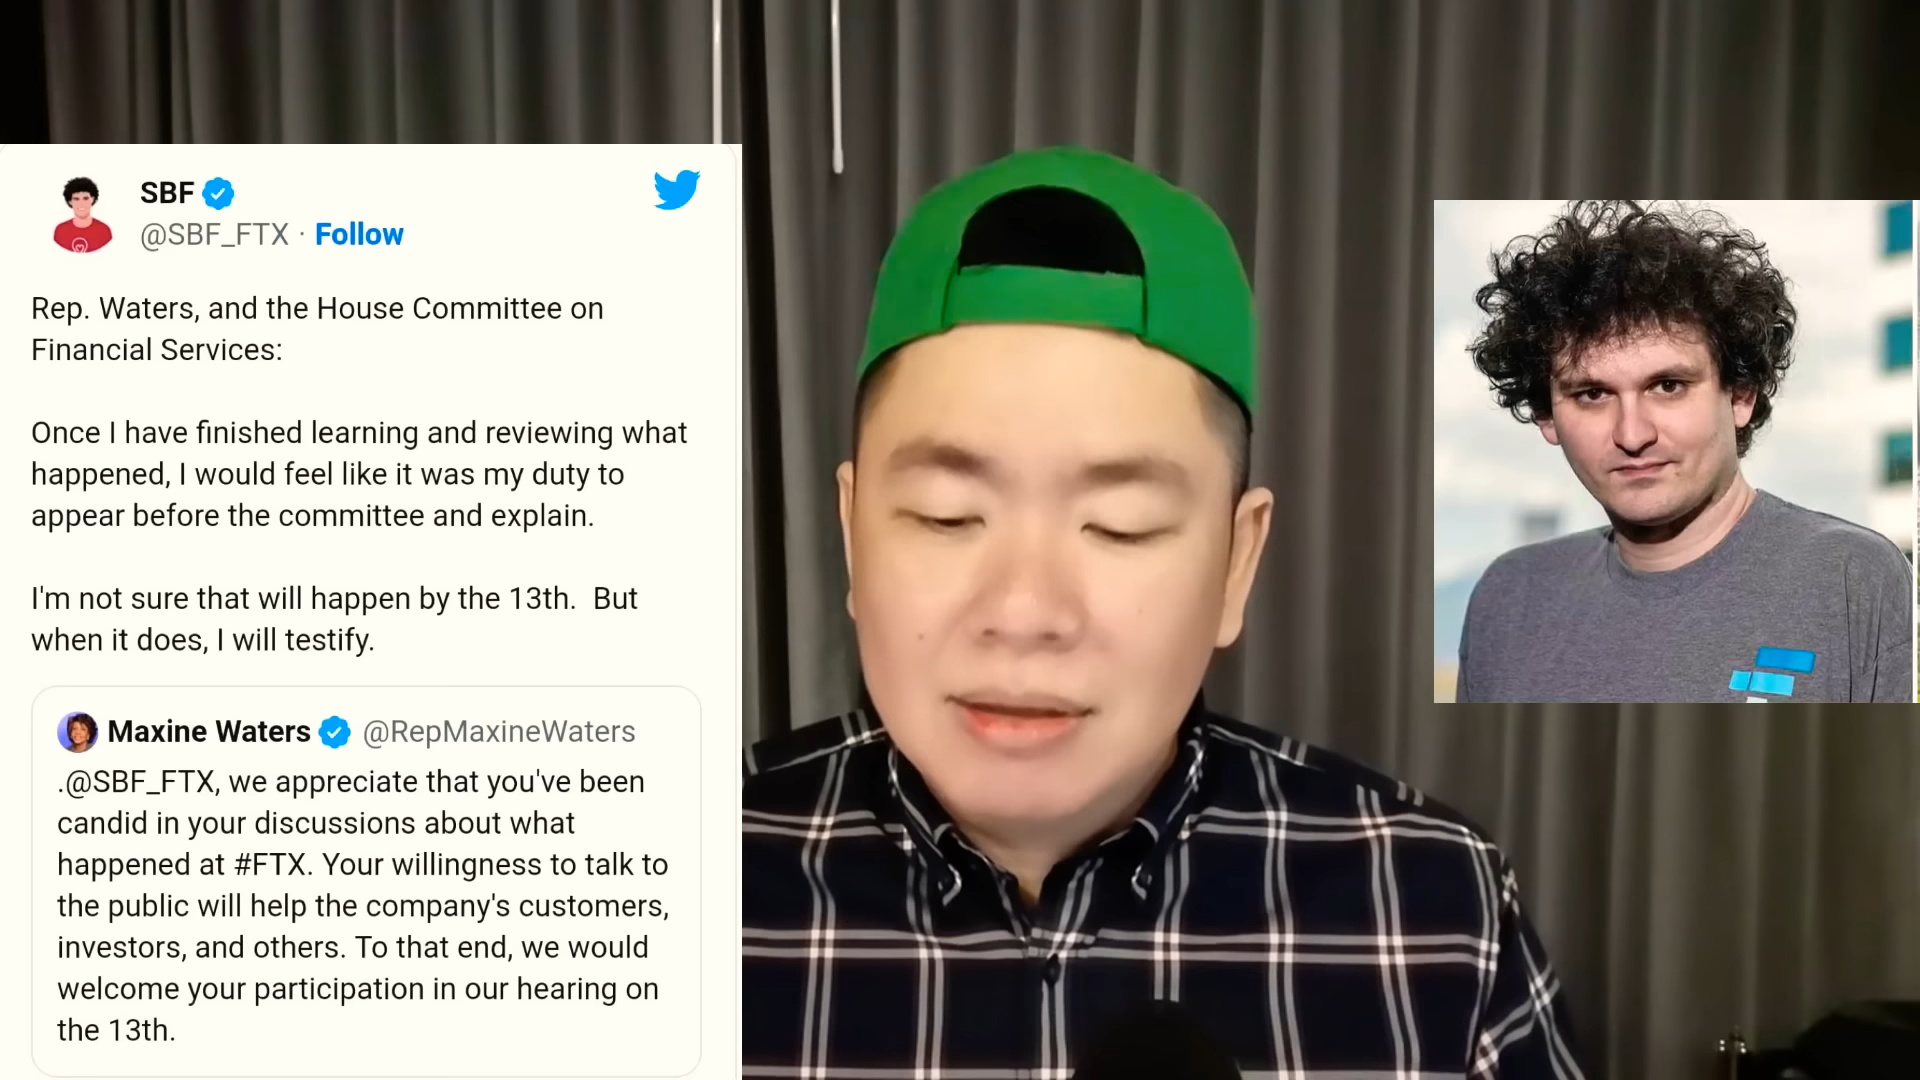 SBF
@SBF_FTX · Follow
Rep. Waters, and the House Committee on
Financial Services:
Once I have finished learning and reviewing what
happened, I would feel like it was my duty to
appear before the committee and explain.
I'm not sure that will happen by the 13th.  But
when it does, I will testify.
Maxine Waters @RepMaxineWaters
.@SBF_FTX, we appreciate that you've been
candid in your discussions about what
happened at #FTX. Your willingness to talk to
the public will help the company's customers,
investors, and others. To that end, we would
welcome your participation in our hearing on
the 13th.